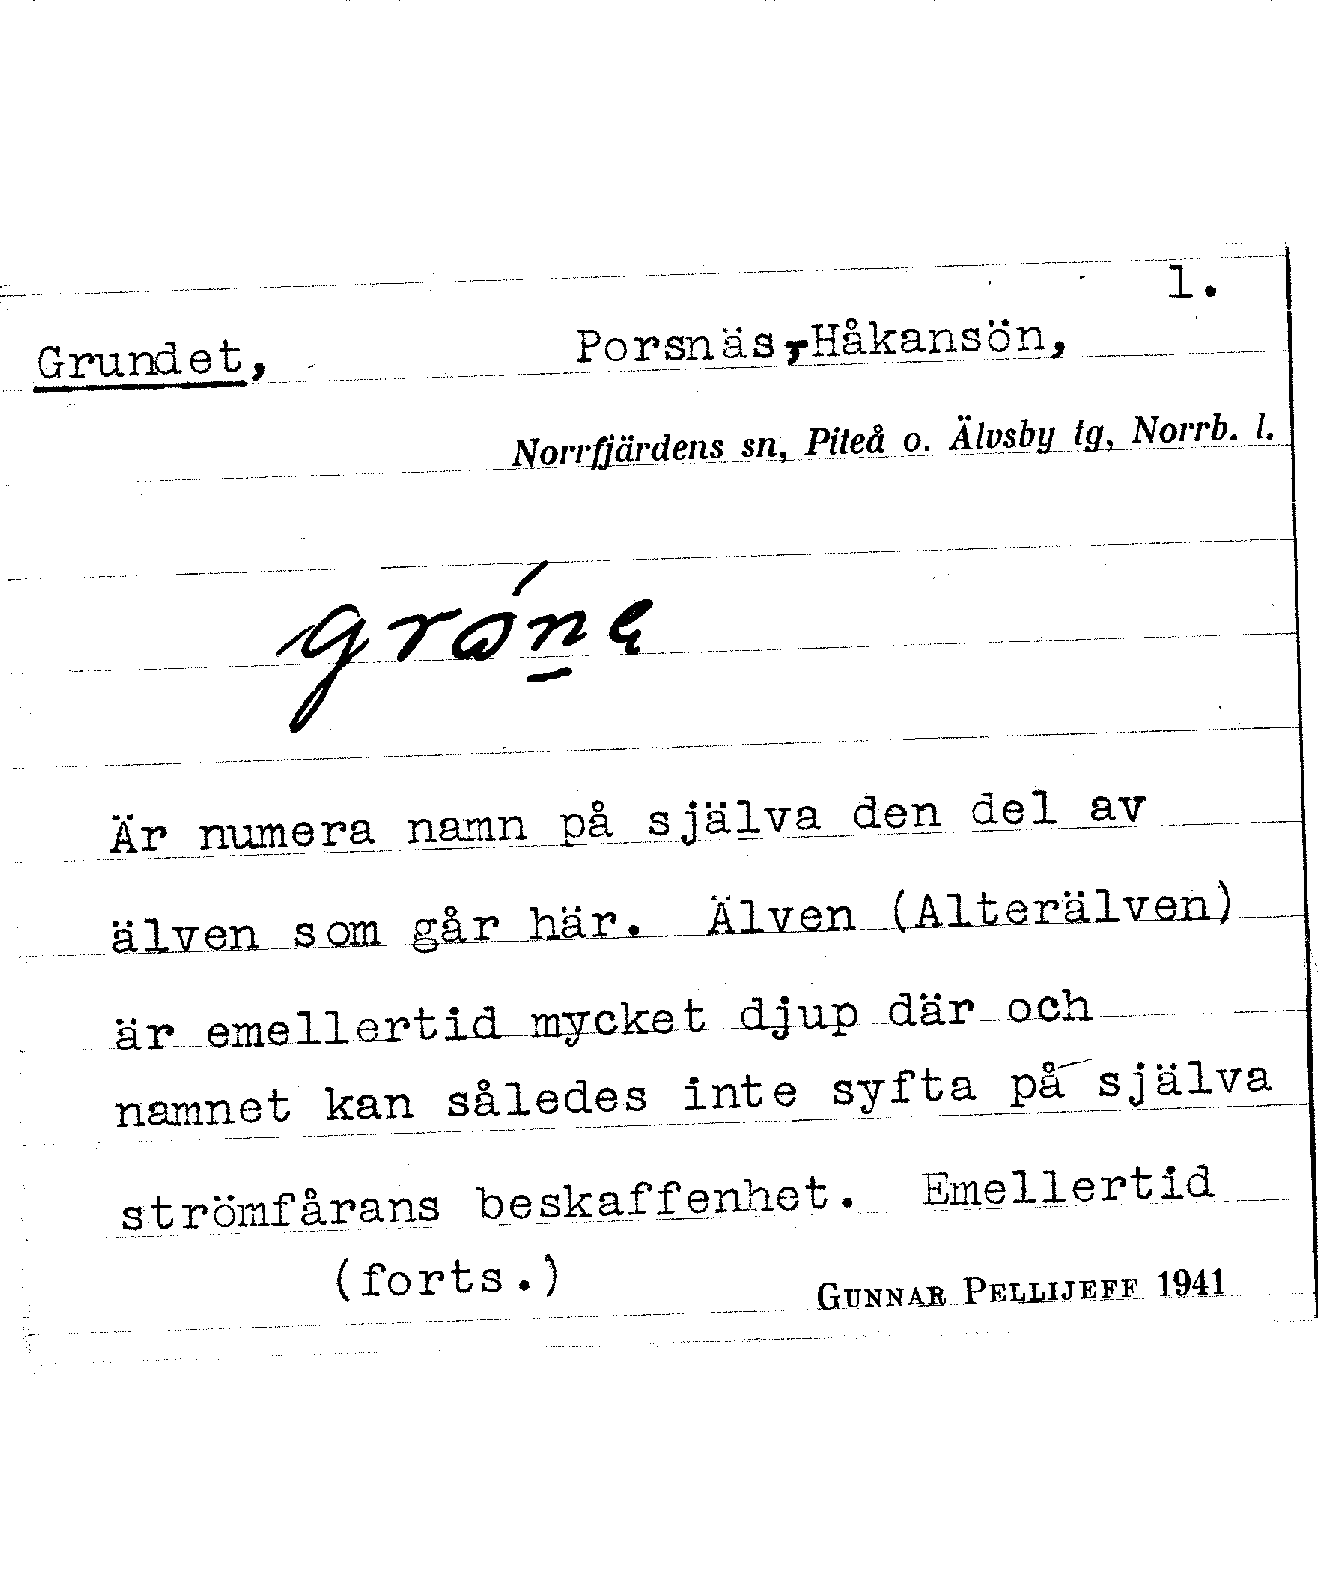 1.
Grundet, Porsnäs,-Håkansön,
Norrfjärdens sn, Piteå o. Älvsby tg, Norrb. l.
Är numera namn på själva den del av
älven som går här. Älven (Alterälven)
är emellertid mycket djup där och
namnet kan således inte syfta på själva
strömfårans beskaffenhet. Emellertid
(forts.)
GUNNAR PELLIJEFF 1941